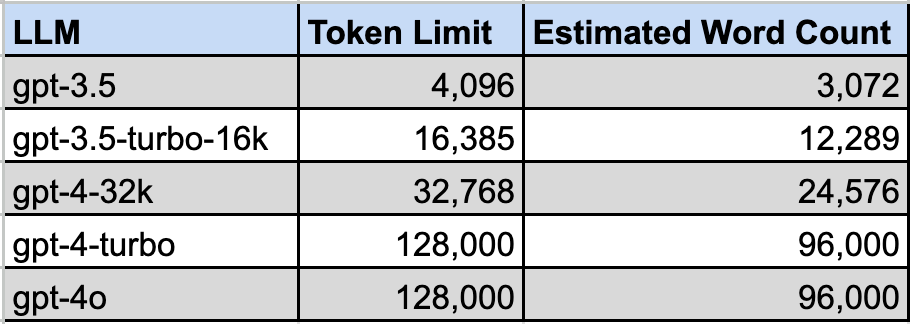 LLM Token Limit Estimated Word Count
gpt-3.5 4,096 3,072
gpt-3.5-turbo-16k 16,385 12,289
gpt-4-32k 32,768 24,576
gpt-4-turbo 128,000 96,000
gpt-4o 128,000 96,000